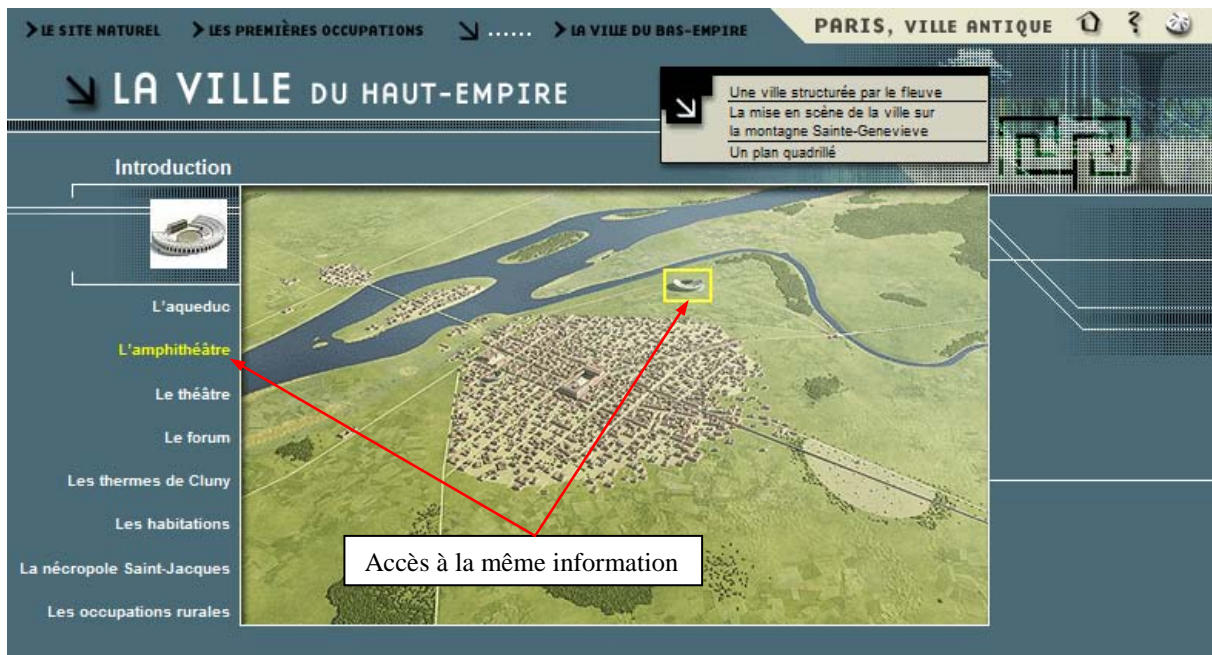 LE SITE NATUREL
LES PREMIÈRES OCCUPATIONS
......
LA VILLE DU BAS-EMPIRE
PARIS, VILLE ANTIQUE
?
LA VILLE DU HAUT-EMPIRE
Une ville structurée par le fleuve
La mise en scène de la ville sur
la montagne Sainte-Genevieve
Un plan quadrillé
Introduction
L'aqueduc
L'amphithéâtre
Le théâtre
Le forum
Les thermes de Cluny
Les habitations
La nécropole Saint-Jacques
Les occupations rurales
Accès à la même information